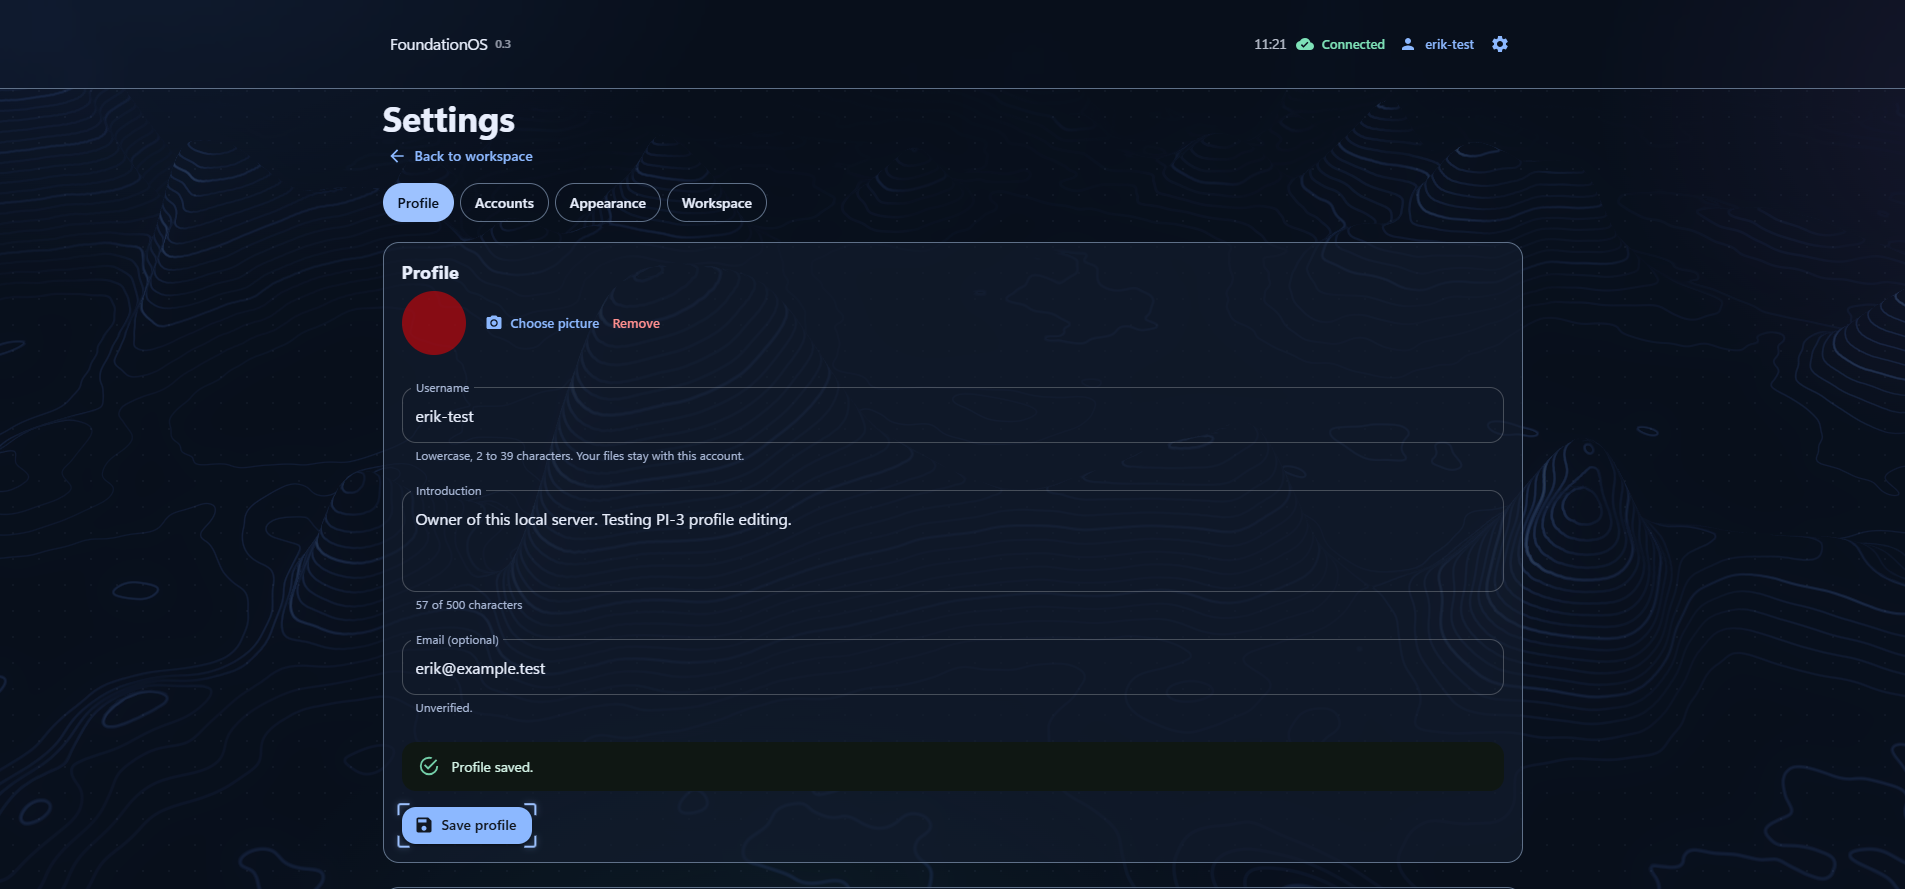 FoundationOS 0.3
11:21 Connected erik-test
Settings
Back to workspace
Profile Accounts Appearance Workspace
Profile
Choose picture Remove
Username
erik-test
Lowercase, 2 to 39 characters. Your files stay with this account.
Introduction
Owner of this local server. Testing PI-3 profile editing.
57 of 500 characters
Email (optional)
erik@example.test
Unverified.
Profile saved.
Save profile